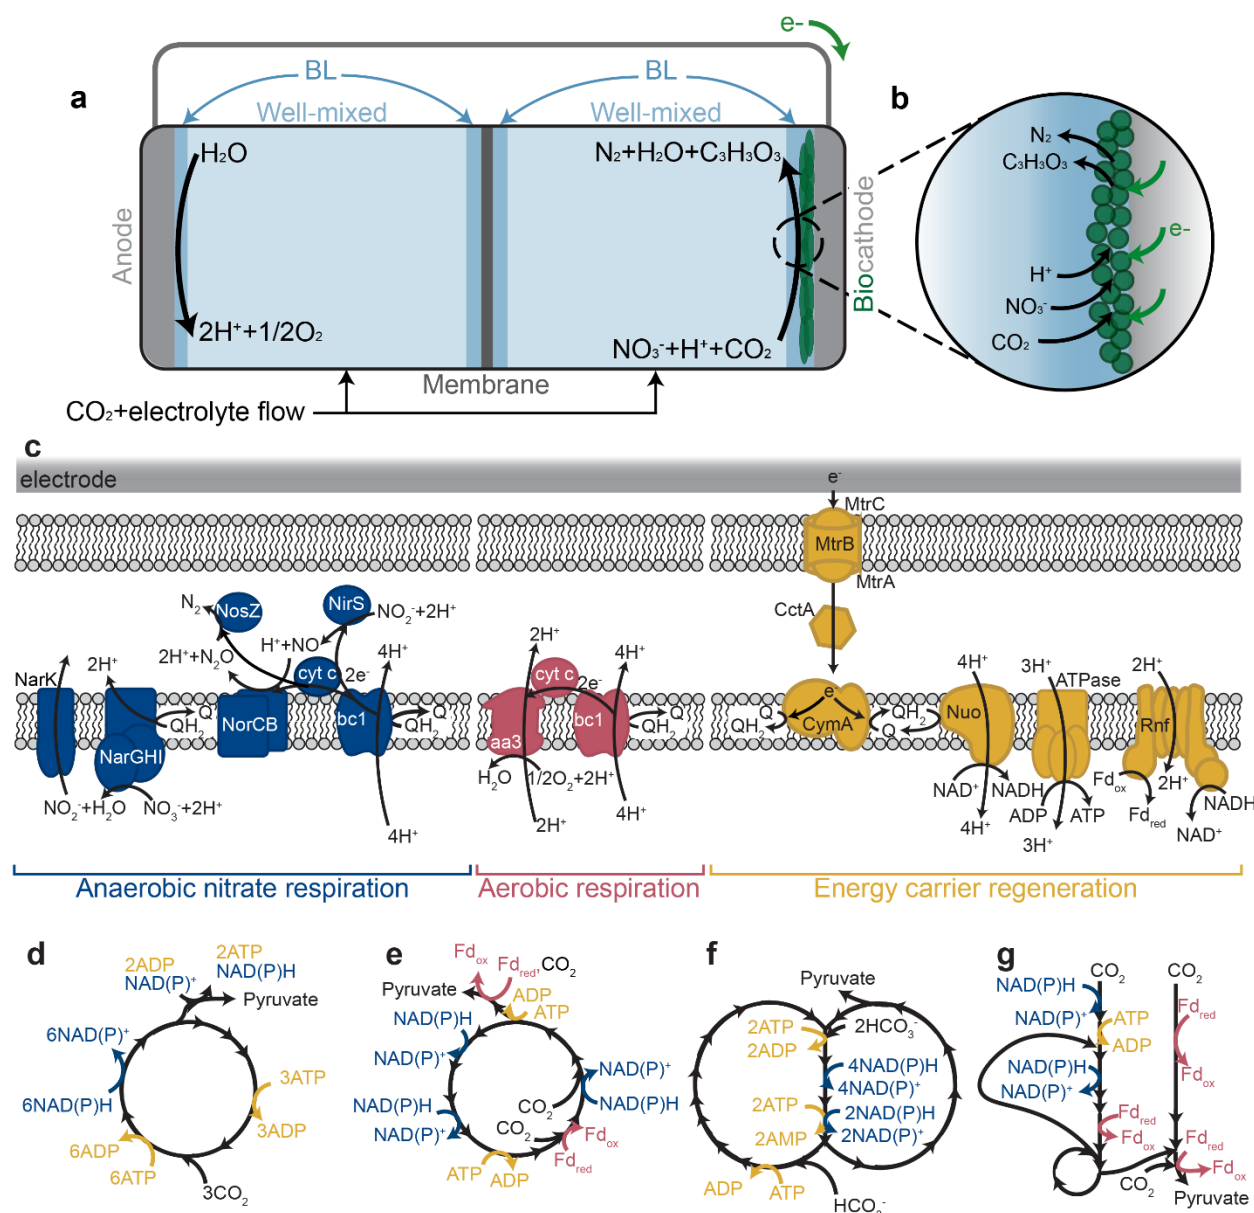 e-
a
BL
BL
b
Well-mixed
Well-mixed
H₂O
N₂+H₂O+C₃H₃O₃
Anode
Biocathode
2H⁺+1/2O₂
NO₃⁻+H⁺+CO₂
Membrane
CO₂+electrolyte flow
N₂
C₃H₃O₃
e-
H⁺
NO₃⁻
CO₂
c
electrode
e⁻
MtrC
MtrB
MtrA
CctA
N₂
NosZ
NirS
NO₂⁻+2H⁺
H⁺+NO
2H⁺+N₂O
cyt c
2e⁻
4H⁺
NarK
2H⁺
Q
QH₂
NorCB
bc1
Q
QH₂
NarGHI
NO₂⁻+H₂O
NO₃⁻+2H⁺
4H⁺
2H⁺
4H⁺
cyt c
2e⁻
bc1
Q
QH₂
aa3
H₂O
1/2O₂+2H⁺
2H⁺
4H⁺
e⁻
Q
QH₂
CymA
QH₂
Q
4H⁺
Nuo
NAD⁺
NADH
4H⁺
3H⁺
ATPase
ADP
ATP
3H⁺
2H⁺
Rnf
Fdox
2H⁺
Fdred
NADH
NAD⁺
Anaerobic nitrate respiration
Aerobic respiration
Energy carrier regeneration
d
2ADP
NAD(P)⁺
2ATP
NAD(P)H
Pyruvate
6NAD(P)⁺
6NAD(P)H
3ATP
3ADP
6ADP
6ATP
3CO₂
e
Fdox
Fdred, CO₂
Pyruvate
ADP
ATP
NAD(P)H
NAD(P)⁺
NAD(P)⁺
NAD(P)H
CO₂
NAD(P)H
NAD(P)⁺
CO₂
Fdox
Fdred
ATP
ADP
f
Pyruvate
2ATP
2ADP
2HCO₃⁻
4NAD(P)H
4NAD(P)⁺
2ATP
2AMP
2NAD(P)H
2NAD(P)⁺
ADP
ATP
HCO₃⁻
g
CO₂
CO₂
NAD(P)H
NAD(P)⁺
ATP
ADP
Fdred
Fdox
NAD(P)H
NAD(P)⁺
Fdred
Fdox
Fdred
Fdox
CO₂
Pyruvate